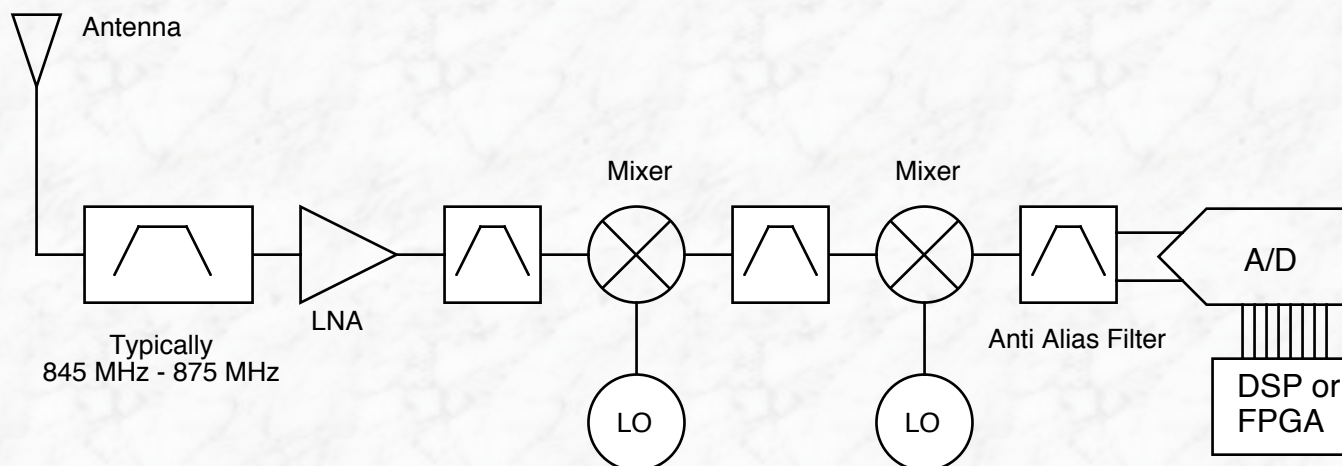 Antenna
Mixer
Mixer
A/D
LNA
Anti Alias Filter
Typically
845 MHz - 875 MHz
LO
LO
DSP or
FPGA